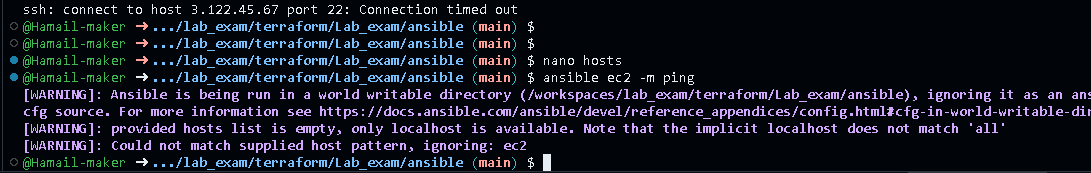 ssh: connect to host 3.122.45.67 port 22: Connection timed out
@Hamail-maker ➜ .../lab_exam/terraform/Lab_exam/ansible (main) $
@Hamail-maker ➜ .../lab_exam/terraform/Lab_exam/ansible (main) $
@Hamail-maker ➜ .../lab_exam/terraform/Lab_exam/ansible (main) $ nano hosts
@Hamail-maker ➜ .../lab_exam/terraform/Lab_exam/ansible (main) $ ansible ec2 -m ping
[WARNING]: Ansible is being run in a world writable directory (/workspaces/lab_exam/terraform/Lab_exam/ansible), ignoring it as an ans
cfg source. For more information see https://docs.ansible.com/ansible/devel/reference_appendices/config.html#cfg-in-world-writable-dir
[WARNING]: provided hosts list is empty, only localhost is available. Note that the implicit localhost does not match 'all'
[WARNING]: Could not match supplied host pattern, ignoring: ec2
@Hamail-maker ➜ .../lab_exam/terraform/Lab_exam/ansible (main) $